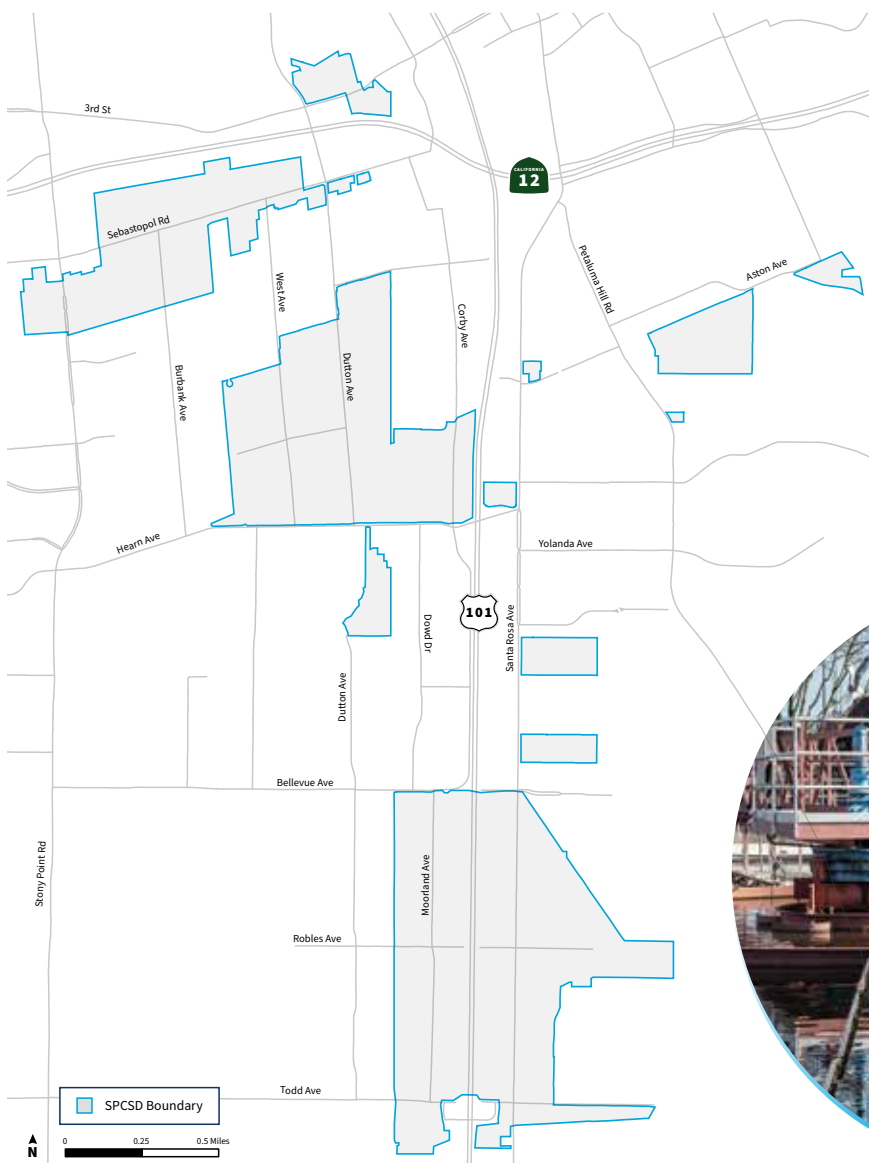 3rd St
CALIFORNIA
12
Sebastopol Rd
Petaluma Hill Rd
Aston Ave
West Ave
Corby Ave
Dutton Ave
Burbank Ave
Hearn Ave
Yolanda Ave
101
Santa Rosa Ave
Dowd Dr
Dutton Ave
Bellevue Ave
Stony Point Rd
Moorland Ave
Robles Ave
Todd Ave
SPCSD Boundary
N
0 0.25 0.5 Miles